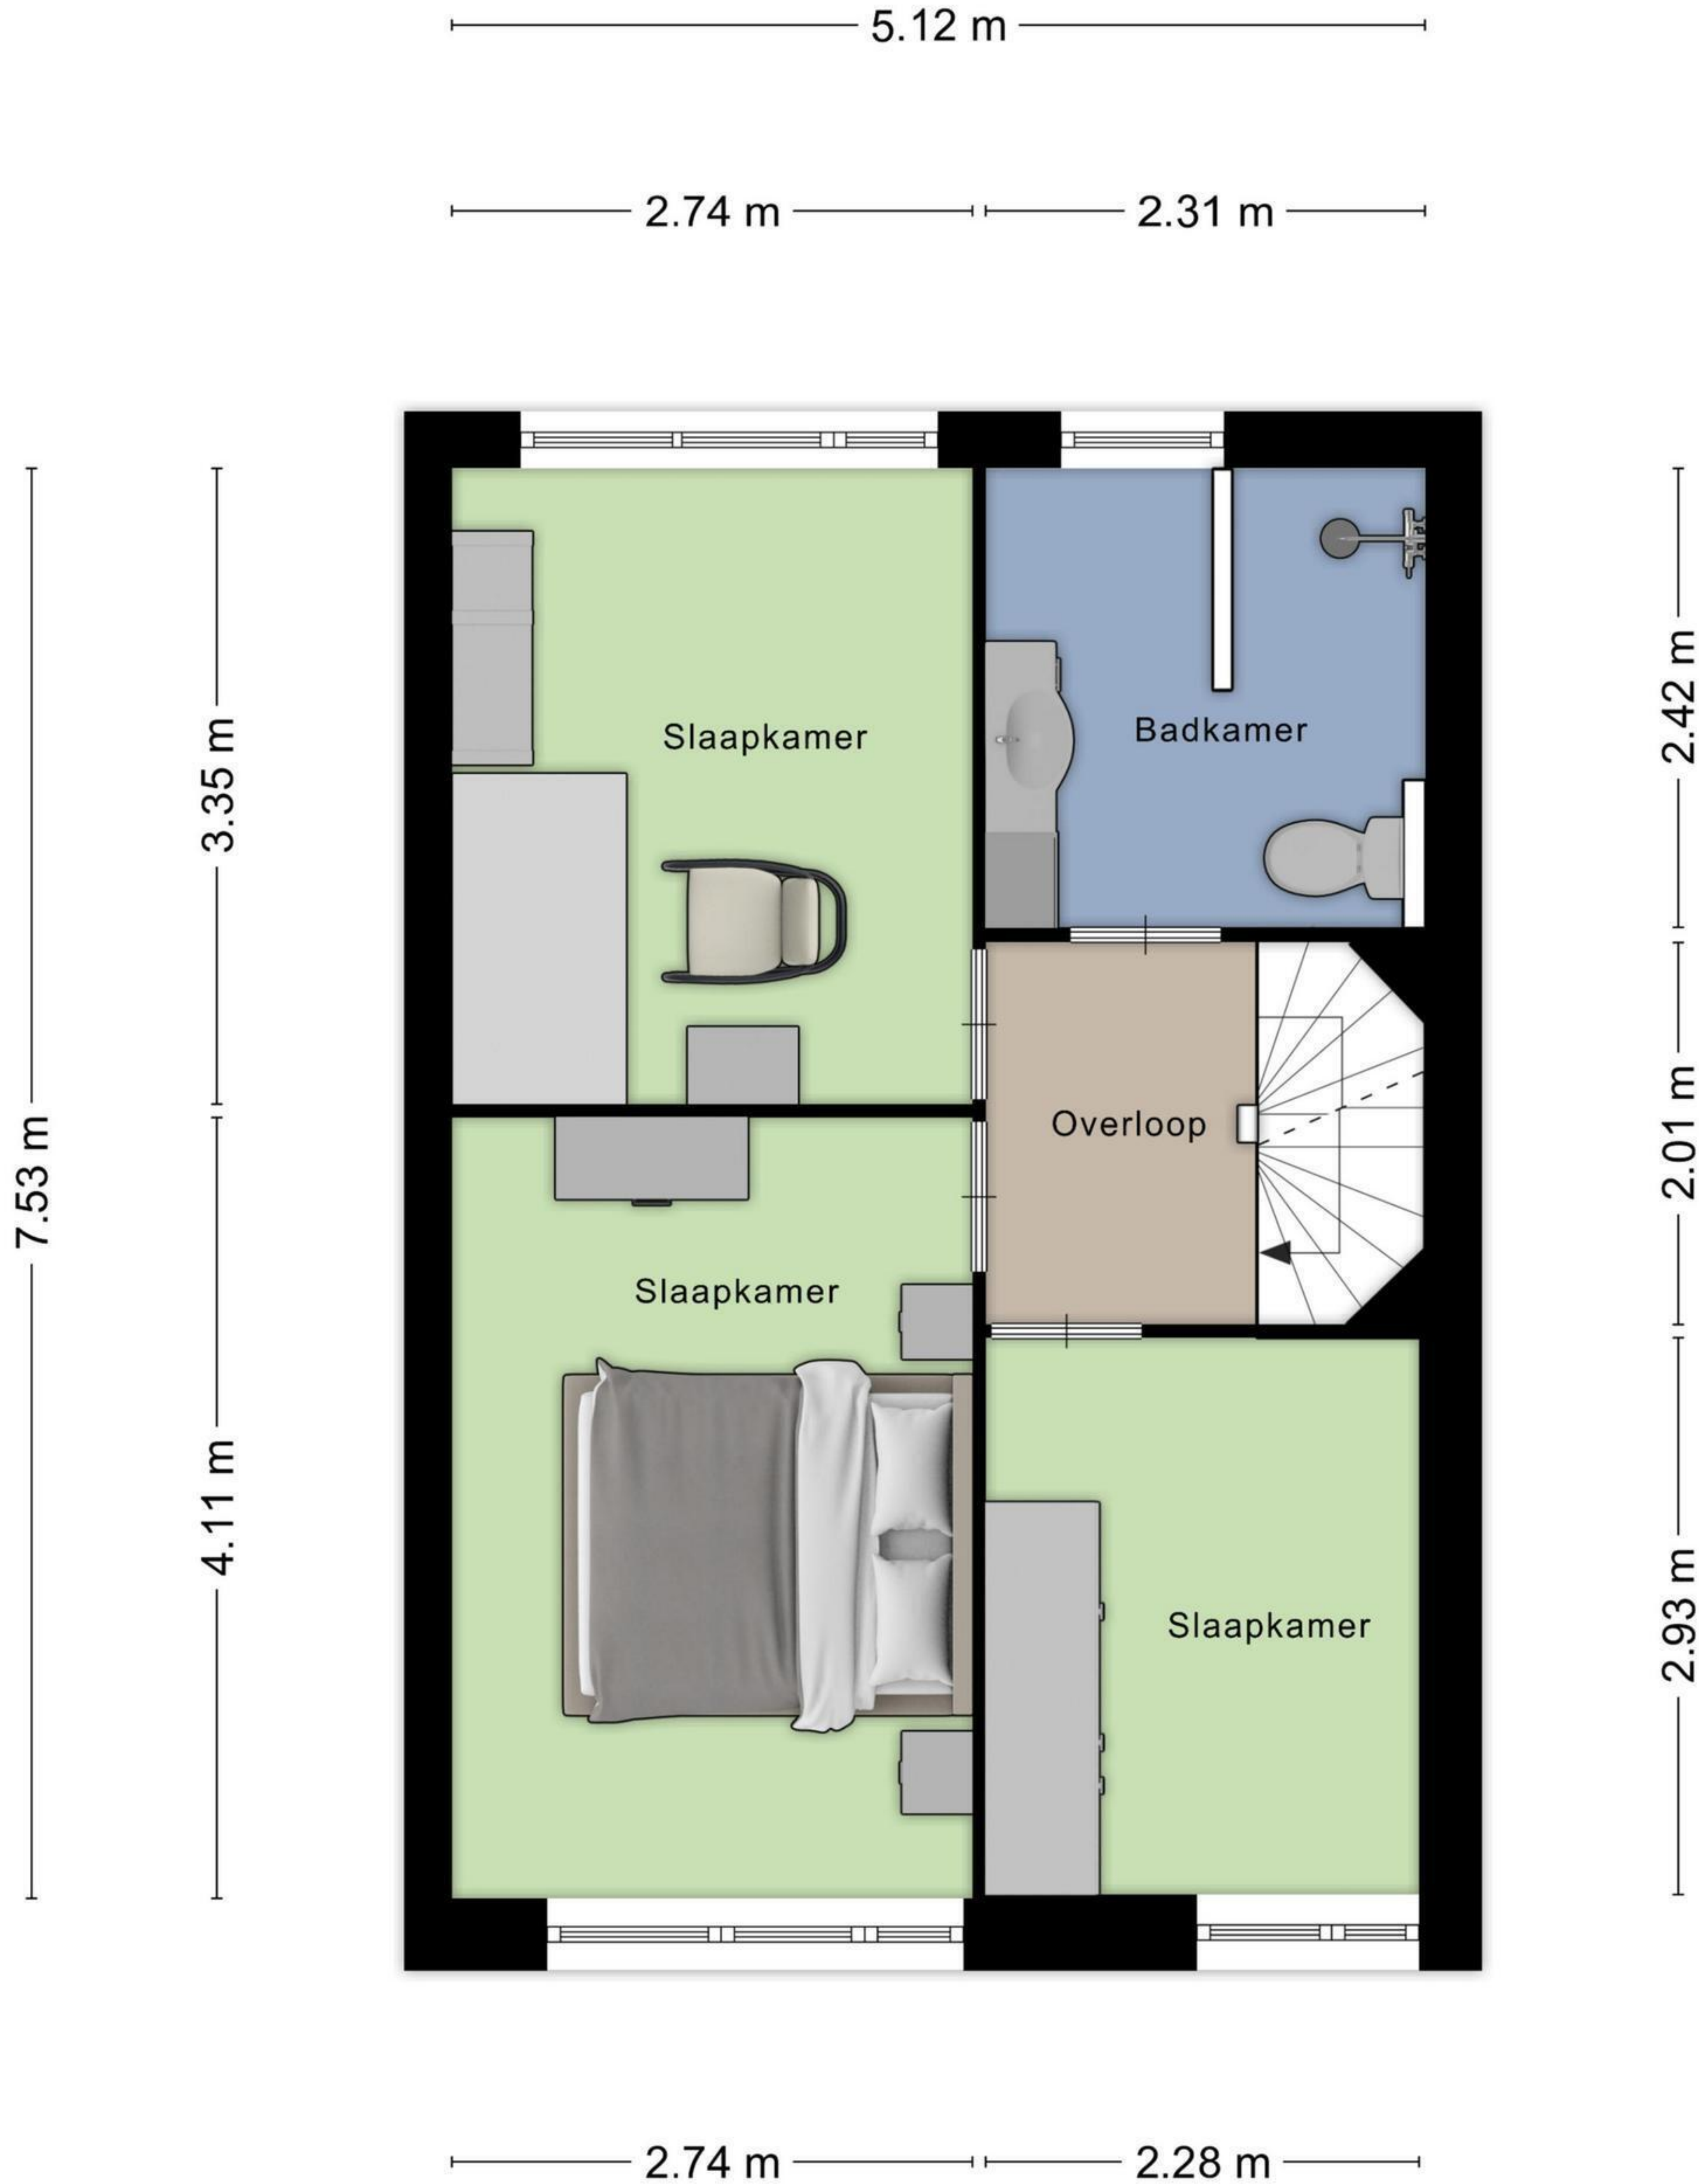 5.12 m
2.74 m
2.31 m
7.53 m
3.35 m
4.11 m
Slaapkamer
Badkamer
2.42 m
Overloop
2.01 m
Slaapkamer
Slaapkamer
2.93 m
2.74 m
2.28 m